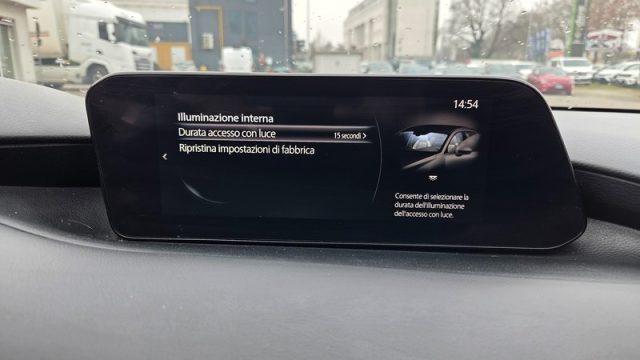 14:54
Illuminazione interna
Durata accesso con luce 15 secondi
Ripristina impostazioni di fabbrica
Consente di selezionare la
durata dell'illuminazione
dell'accesso con luce.